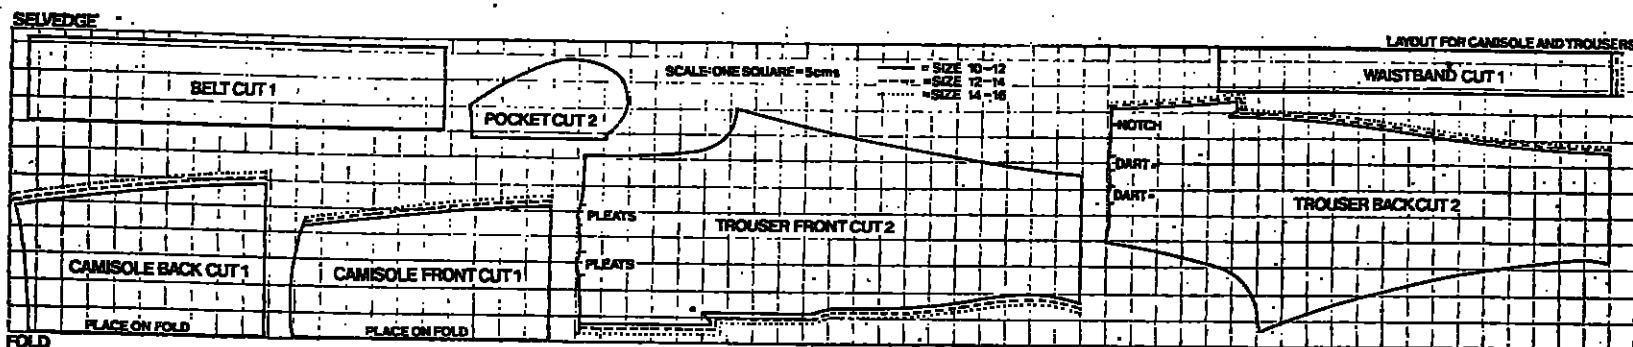 SELVEDGE
LAYOUT FOR CAMISOLE AND TROUSERS
SCALE: ONE SQUARE = 5cms
= SIZE 10-12
= SIZE 12-14
= SIZE 14-16
WAISTBAND CUT 1
BELT CUT 1
POCKET CUT 2
NOTCH
DART
DART
PLEATS
TROUSER FRONT CUT 2
TROUSER BACK CUT 2
PLEATS
CAMISOLE BACK CUT 1
CAMISOLE FRONT CUT 1
PLACE ON FOLD
PLACE ON FOLD
FOLD